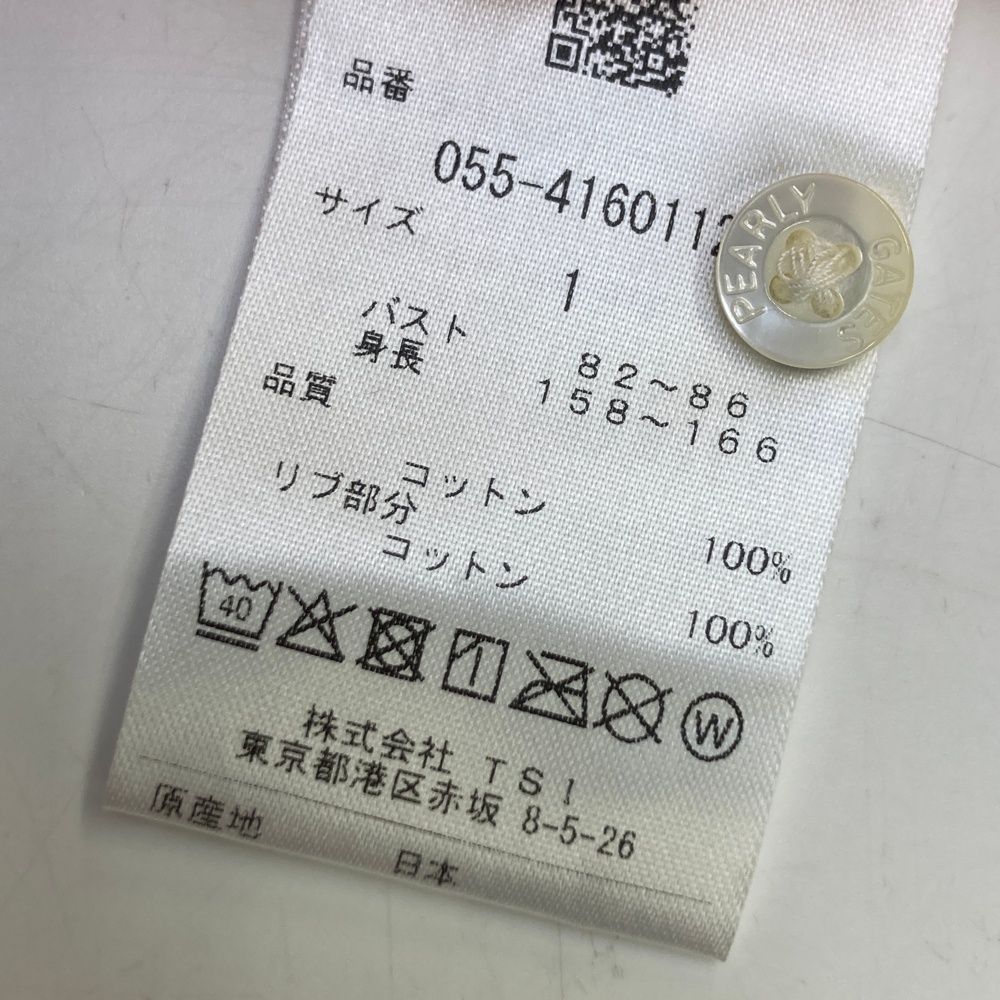 品番
055-4160112
サイズ
1
バスト 82～86
身長 158～166
品質
コットン 100%
リブ部分
コットン 100%
40
W
株式会社 TSI
東京都港区赤坂 8-5-26
原産地
日本
PEARLY GATES